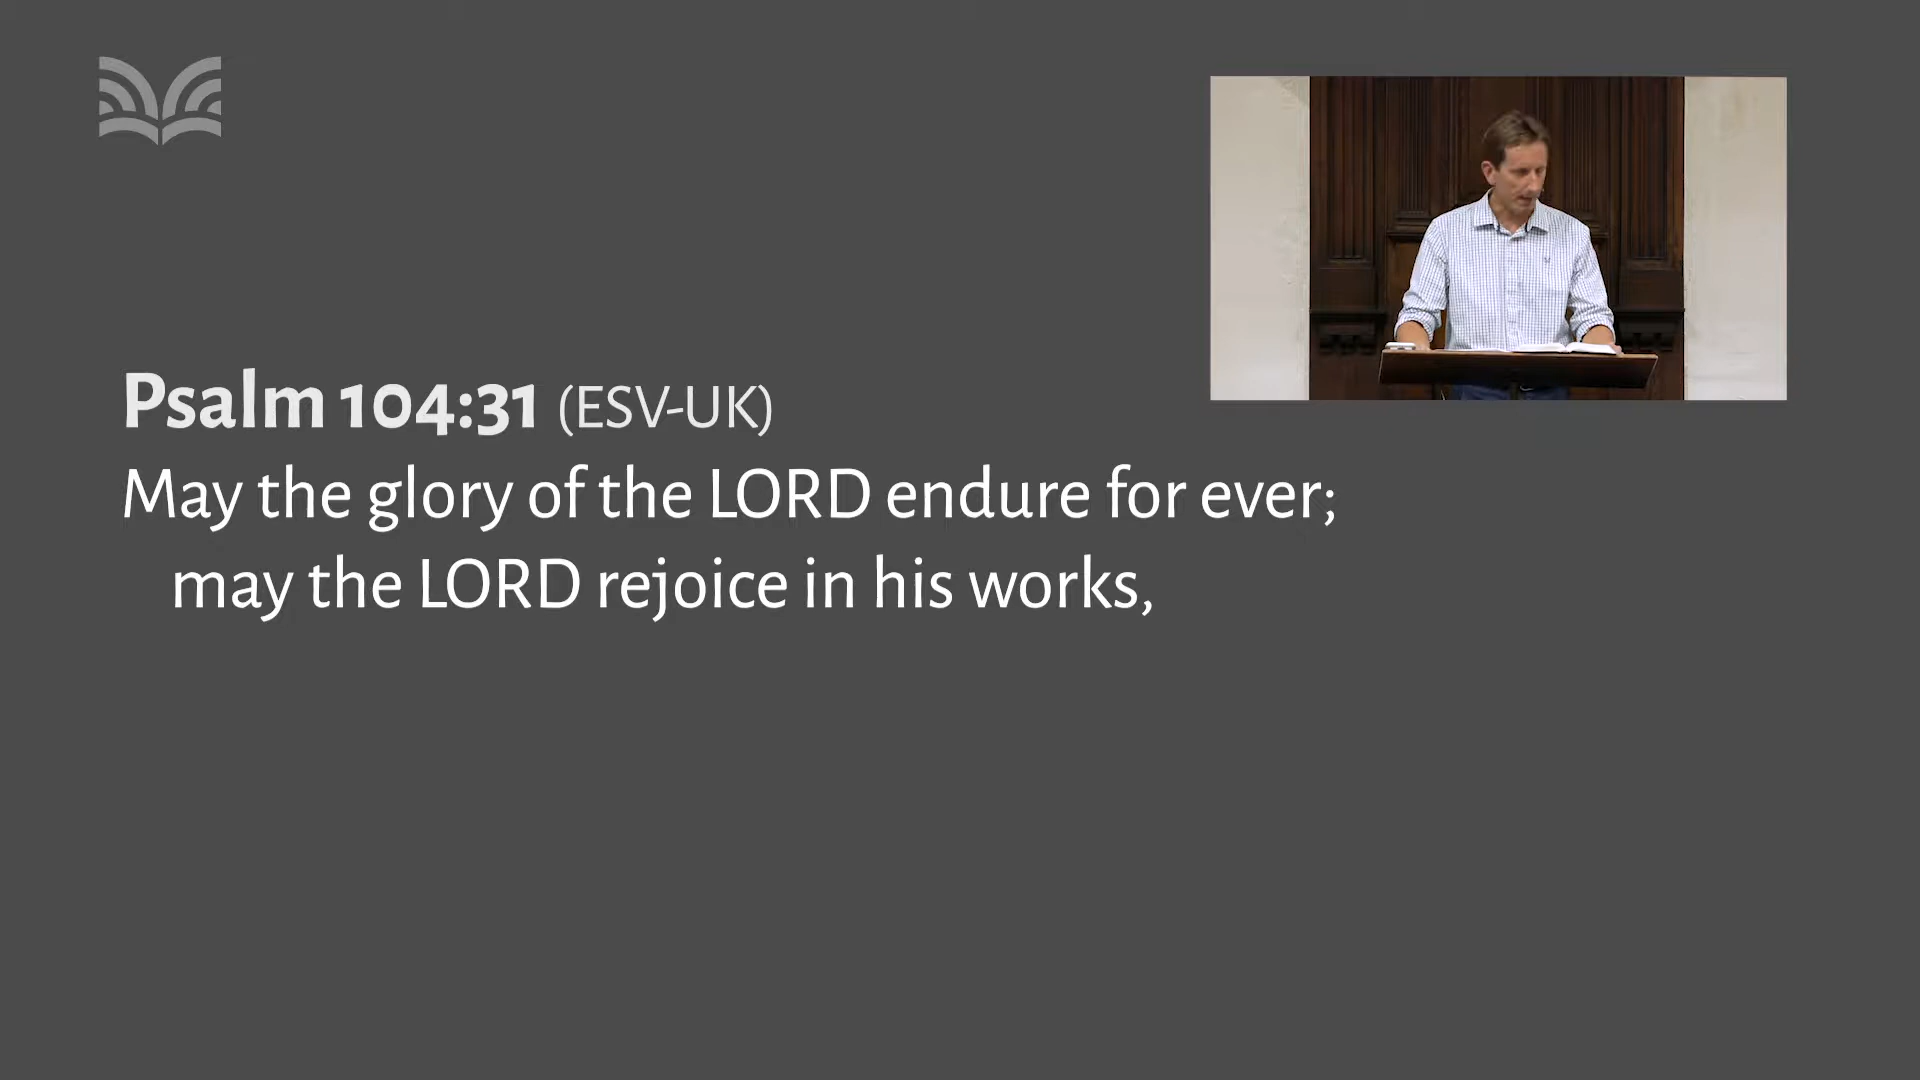 Psalm 104:31 (ESV-UK)
May the glory of the LORD endure for ever;
may the LORD rejoice in his works,